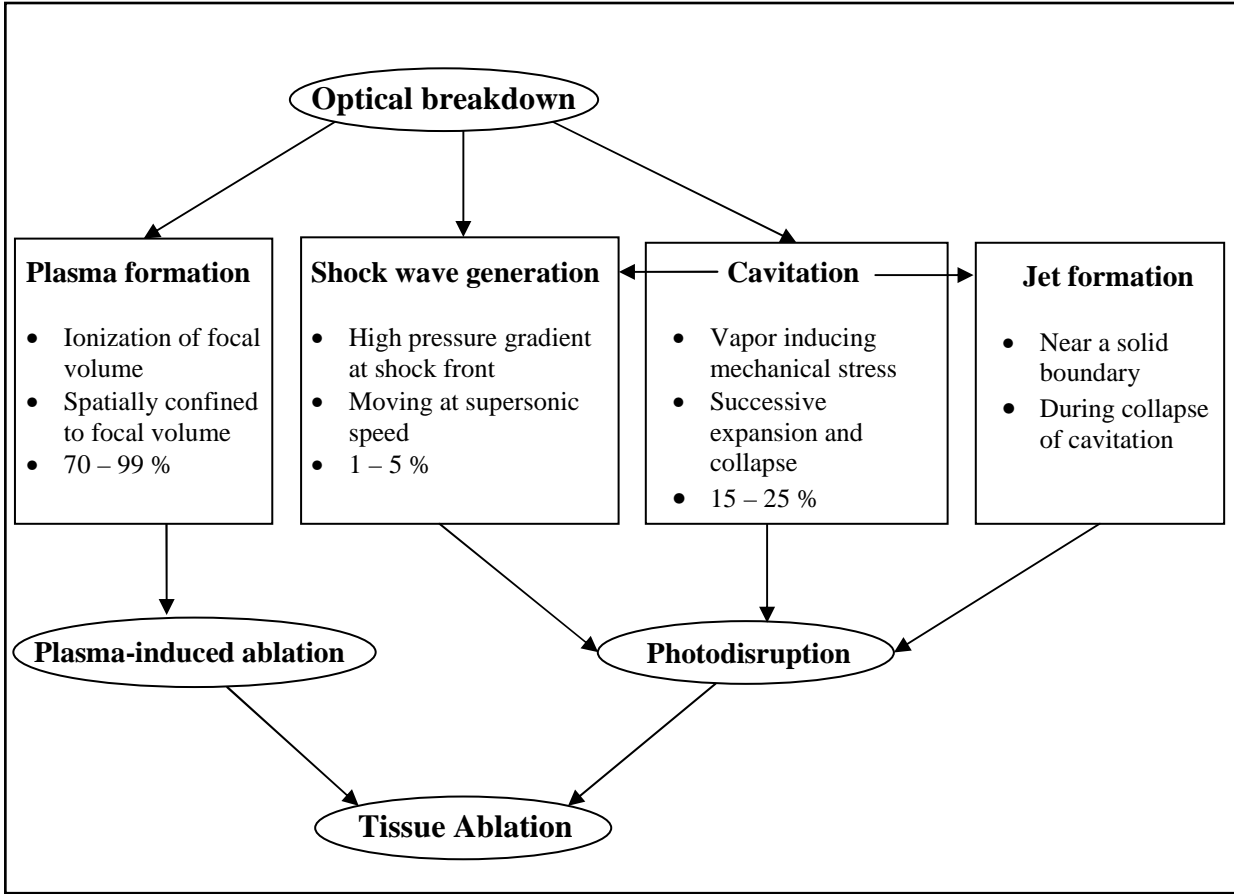 Optical breakdown
Plasma formation
• Ionization of focal
volume
• Spatially confined
to focal volume
• 70 – 99 %
Shock wave generation
• High pressure gradient
at shock front
• Moving at supersonic
speed
• 1 – 5 %
Cavitation
• Vapor inducing
mechanical stress
• Successive
expansion and
collapse
• 15 – 25 %
Jet formation
• Near a solid
boundary
• During collapse
of cavitation
Plasma-induced ablation
Photodisruption
Tissue Ablation